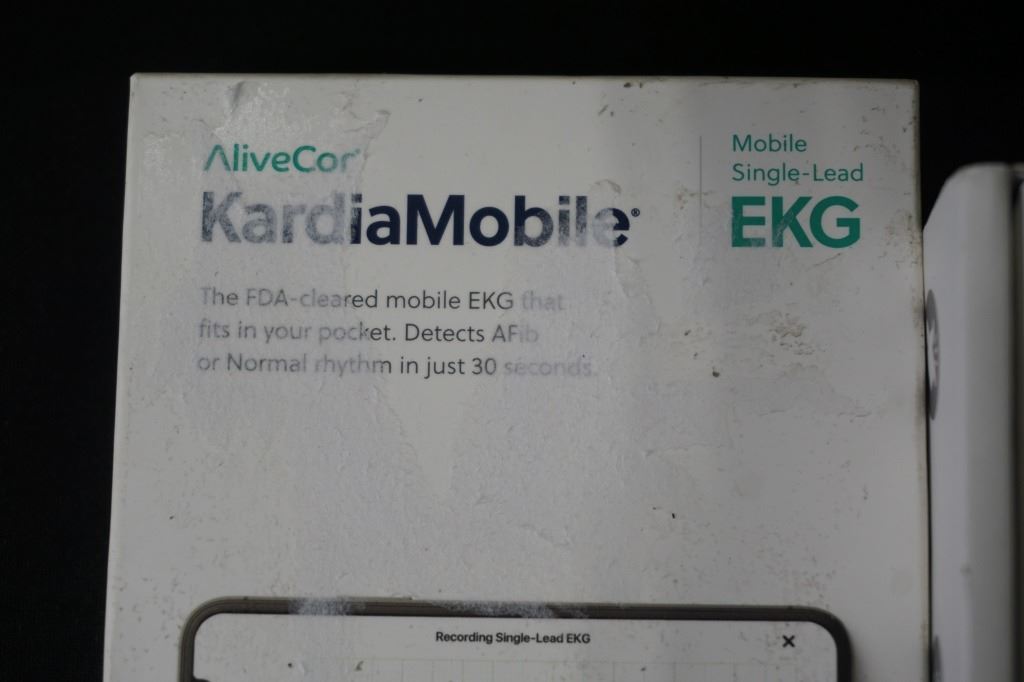 AliveCor®
KardiaMobile®
Mobile
Single-Lead
EKG
The FDA-cleared mobile EKG that
fits in your pocket. Detects AFib
or Normal rhythm in just 30 seconds.
Recording Single-Lead EKG